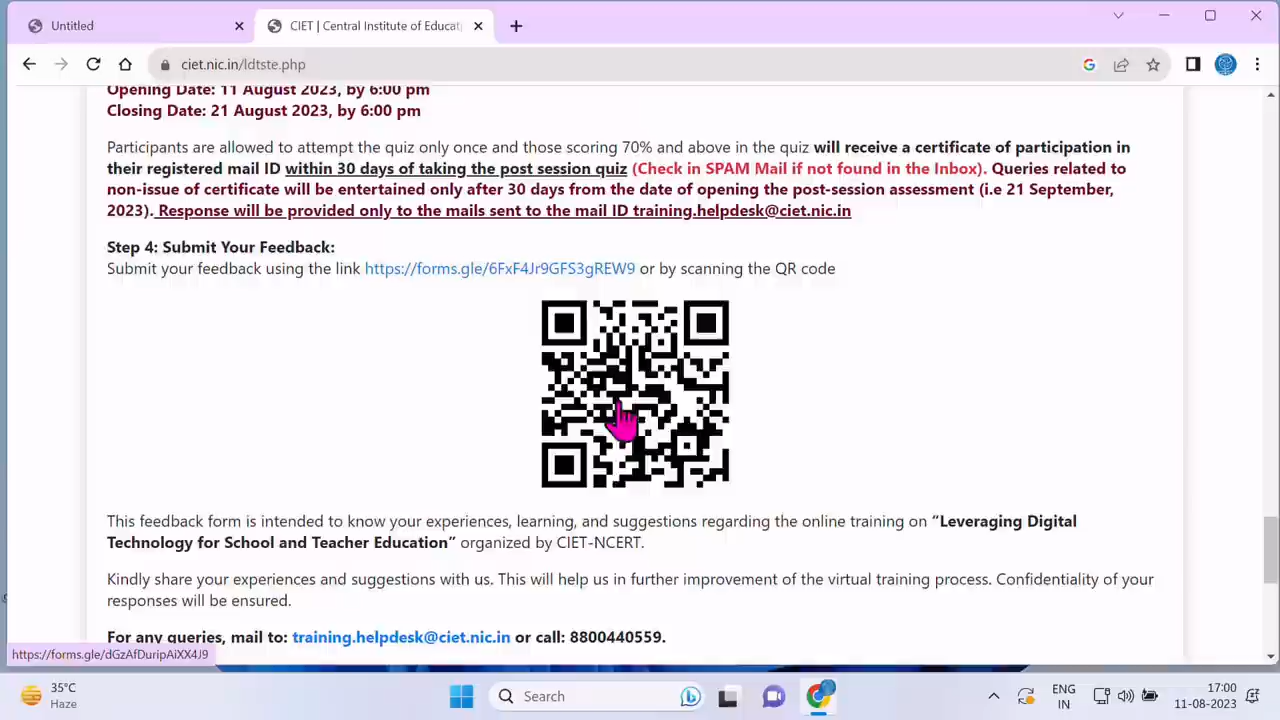 Untitled
CIET | Central Institute of Educat
ciet.nic.in/ldtste.php
Opening Date: 11 August 2023, by 6:00 pm
Closing Date: 21 August 2023, by 6:00 pm
Participants are allowed to attempt the quiz only once and those scoring 70% and above in the quiz will receive a certificate of participation in
their registered mail ID within 30 days of taking the post session quiz (Check in SPAM Mail if not found in the Inbox). Queries related to
non-issue of certificate will be entertained only after 30 days from the date of opening the post-session assessment (i.e 21 September,
2023). Response will be provided only to the mails sent to the mail ID training.helpdesk@ciet.nic.in
Step 4: Submit Your Feedback:
Submit your feedback using the link https://forms.gle/6FxF4Jr9GFS3gREW9 or by scanning the QR code
This feedback form is intended to know your experiences, learning, and suggestions regarding the online training on “Leveraging Digital
Technology for School and Teacher Education” organized by CIET-NCERT.
Kindly share your experiences and suggestions with us. This will help us in further improvement of the virtual training process. Confidentiality of your
responses will be ensured.
For any queries, mail to: training.helpdesk@ciet.nic.in or call: 8800440559.
https://forms.gle/dGzAfDuripAiXX4J9
35°C
Haze
Search
ENG
IN
17:00
11-08-2023